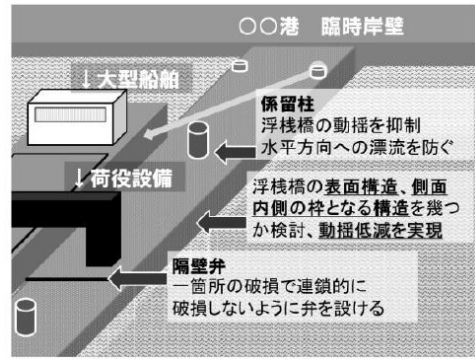 ○○港 臨時岸壁
↓大型船舶
係留柱
浮桟橋の動揺を抑制
水平方向への漂流を防ぐ
↓荷役設備
浮桟橋の表面構造、側面
内側の枠となる構造を幾つ
か検討、動揺低減を実現
隔壁弁
一箇所の破損で連鎖的に
破損しないように弁を設ける